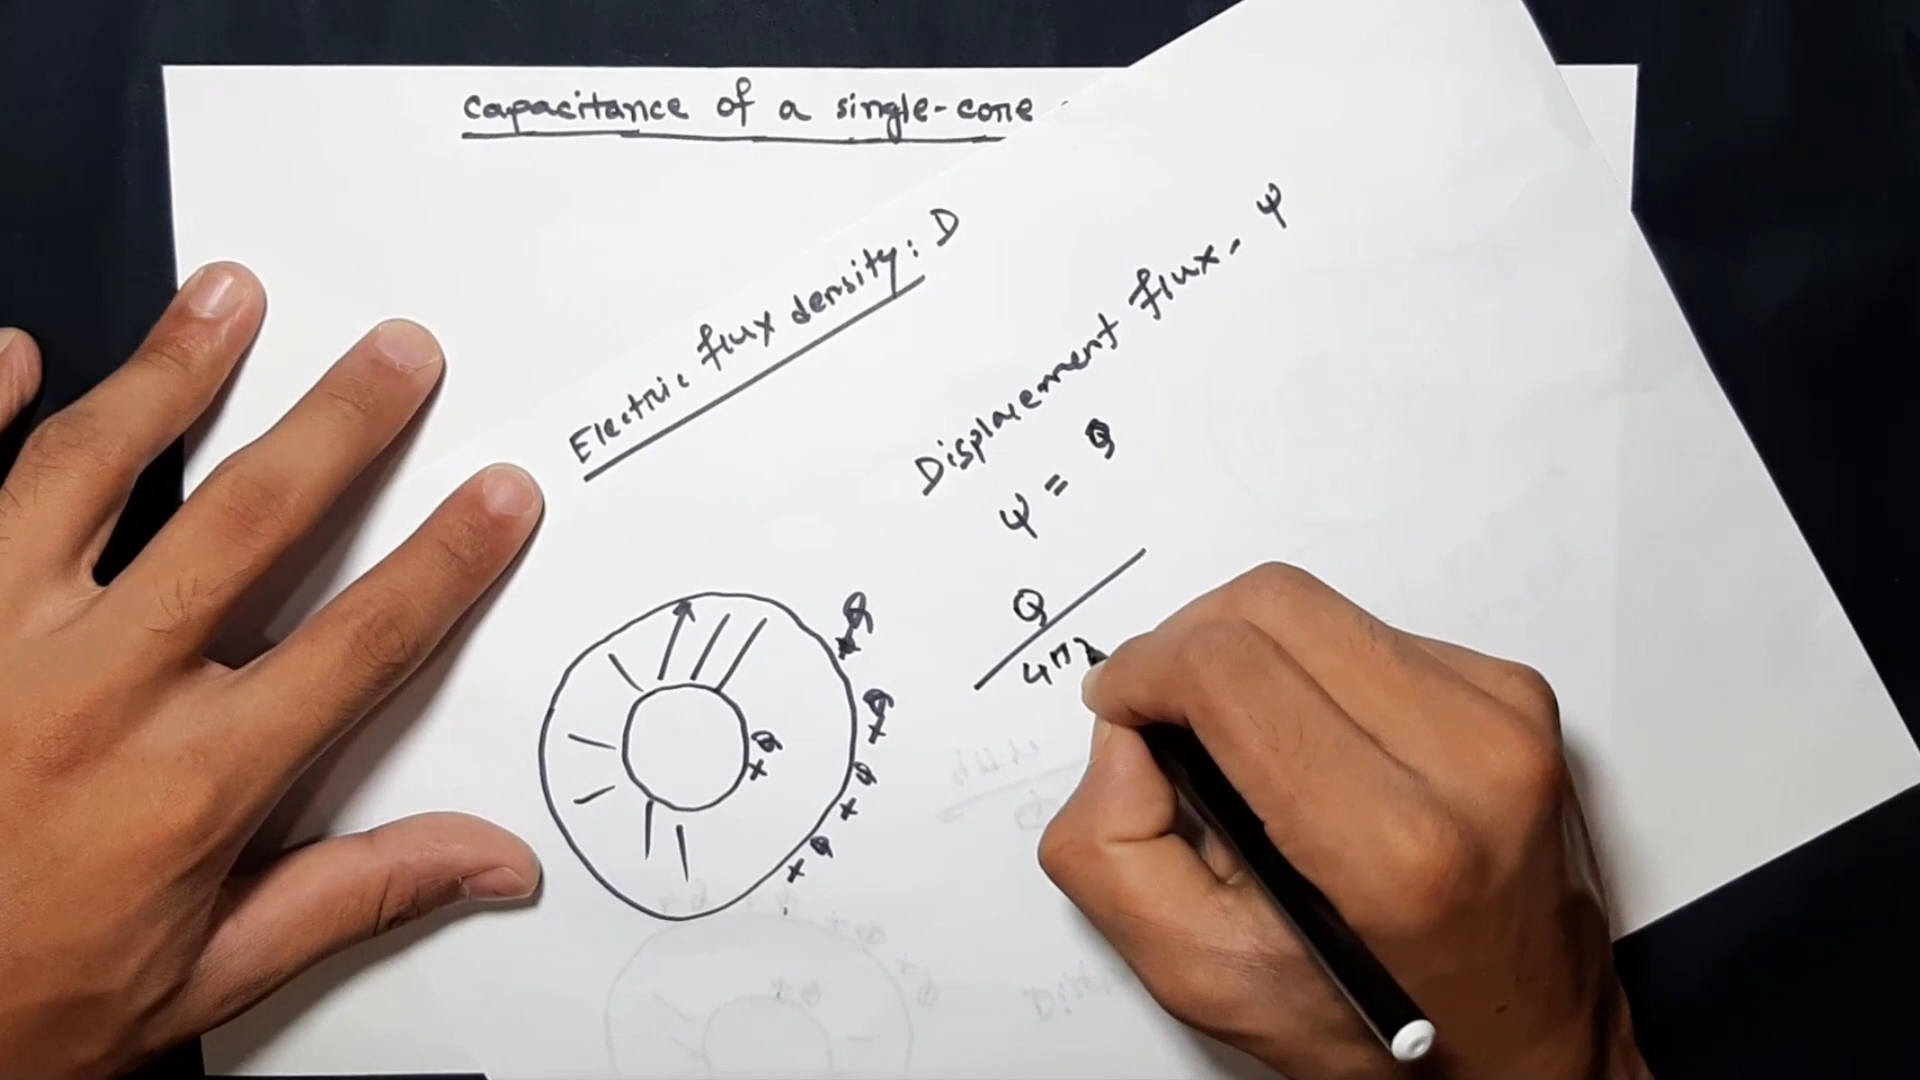 Capacitance of a single-core
Electric flux density: D
Displacement flux - ψ
ψ = Q
Q
4π
Q
Q
Q
Q
Q